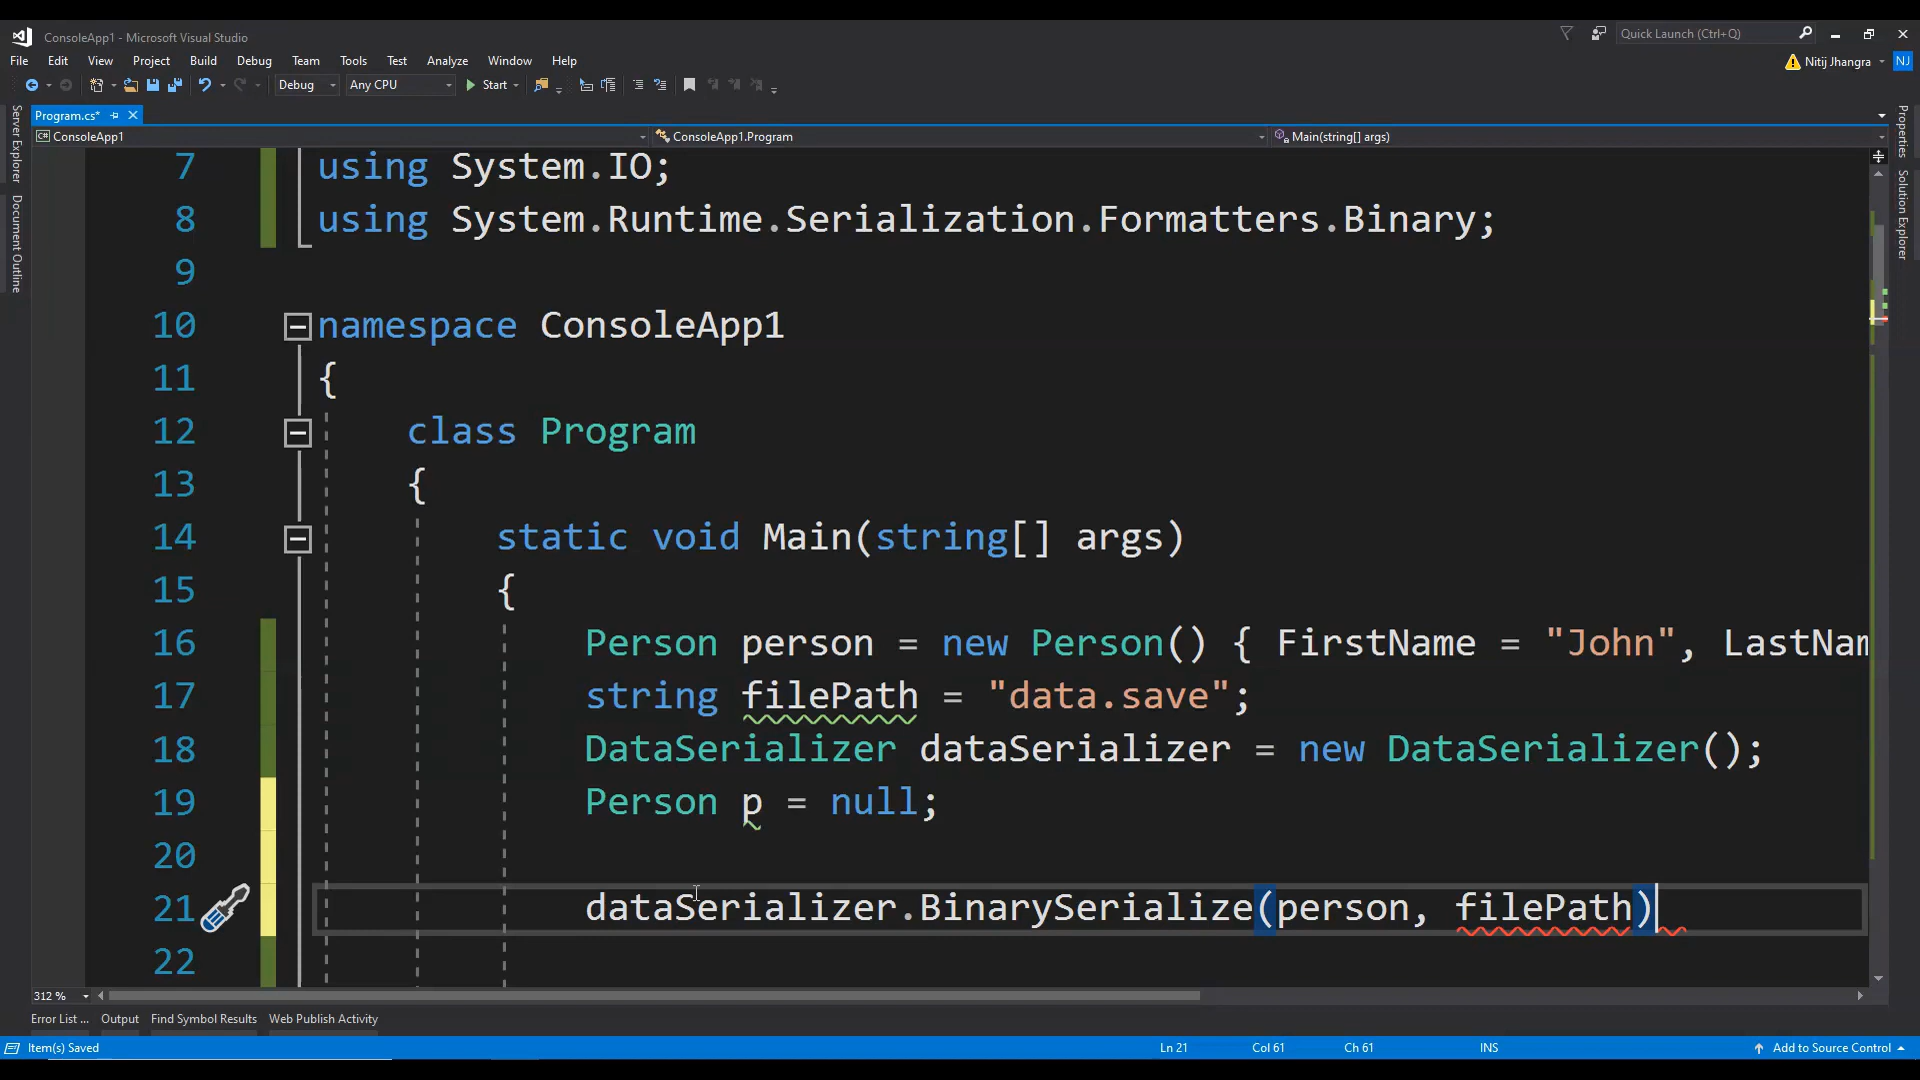 ConsoleApp1 - Microsoft Visual Studio
Quick Launch (Ctrl+Q)
File Edit View Project Build Debug Team Tools Test Analyze Window Help
Nitij Jhangra NJ
Debug Any CPU Start
Program.cs*
ConsoleApp1 ConsoleApp1.Program Main(string[] args)
Server Explorer
Document Outline
Properties
Solution Explorer
7 using System.IO;
8 using System.Runtime.Serialization.Formatters.Binary;
9
10 namespace ConsoleApp1
11 {
12 class Program
13 {
14 static void Main(string[] args)
15 {
16 Person person = new Person() { FirstName = "John", LastNam
17 string filePath = "data.save";
18 DataSerializer dataSerializer = new DataSerializer();
19 Person p = null;
20
21 dataSerializer.BinarySerialize(person, filePath)
22
312 %
Error List ... Output Find Symbol Results Web Publish Activity
Item(s) Saved Ln 21 Col 61 Ch 61 INS Add to Source Control